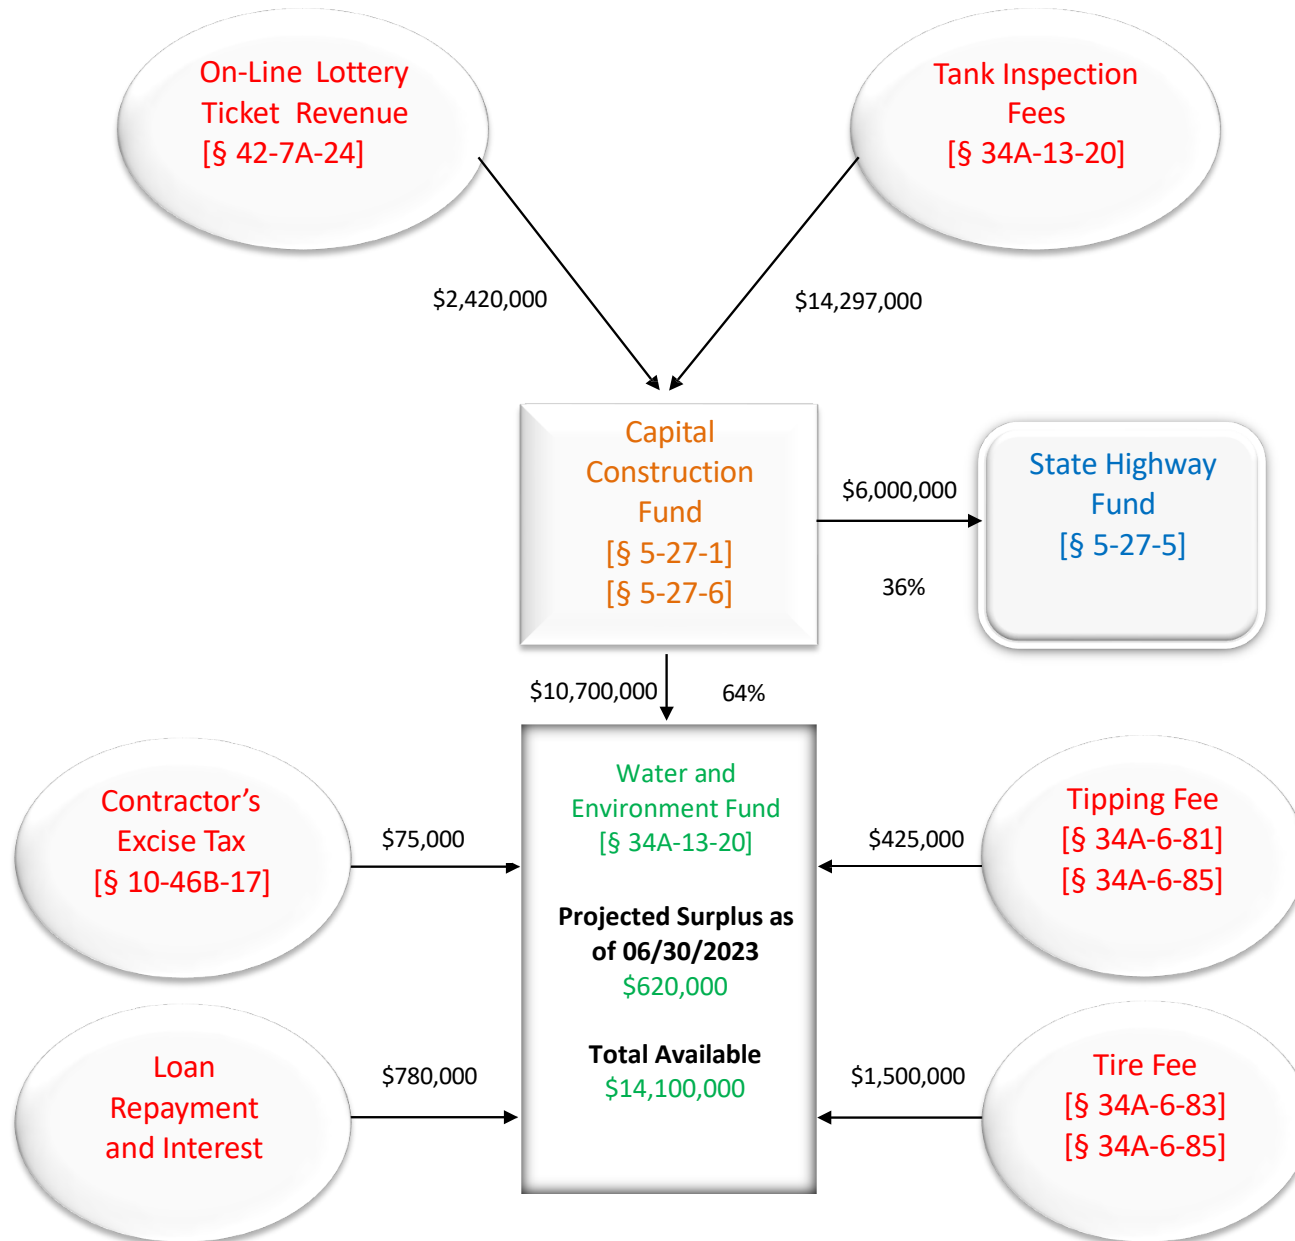 On-Line Lottery
Ticket Revenue
[§ 42-7A-24]
Tank Inspection
Fees
[§ 34A-13-20]
$2,420,000
$14,297,000
Capital
Construction
Fund
[§ 5-27-1]
[§ 5-27-6]
$6,000,000
36%
State Highway
Fund
[§ 5-27-5]
$10,700,000
64%
Contractor’s
Excise Tax
[§ 10-46B-17]
$75,000
Water and
Environment Fund
[§ 34A-13-20]
Projected Surplus as
of 06/30/2023
$620,000
Total Available
$14,100,000
$425,000
Tipping Fee
[§ 34A-6-81]
[§ 34A-6-85]
Loan
Repayment
and Interest
$780,000
$1,500,000
Tire Fee
[§ 34A-6-83]
[§ 34A-6-85]